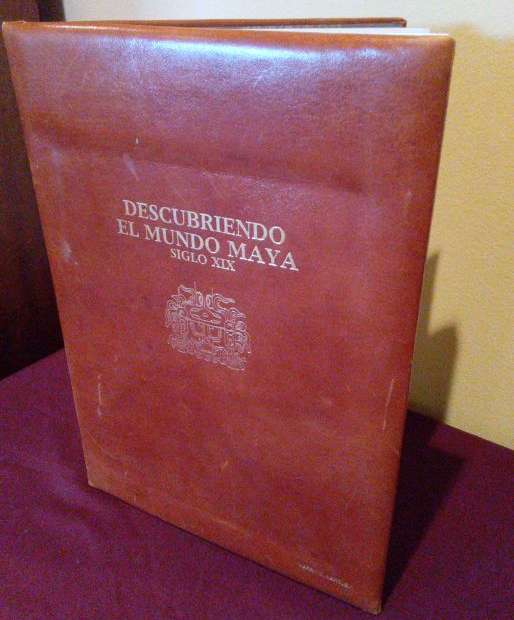 DESCUBRIENDO
EL MUNDO MAYA
SIGLO XIX